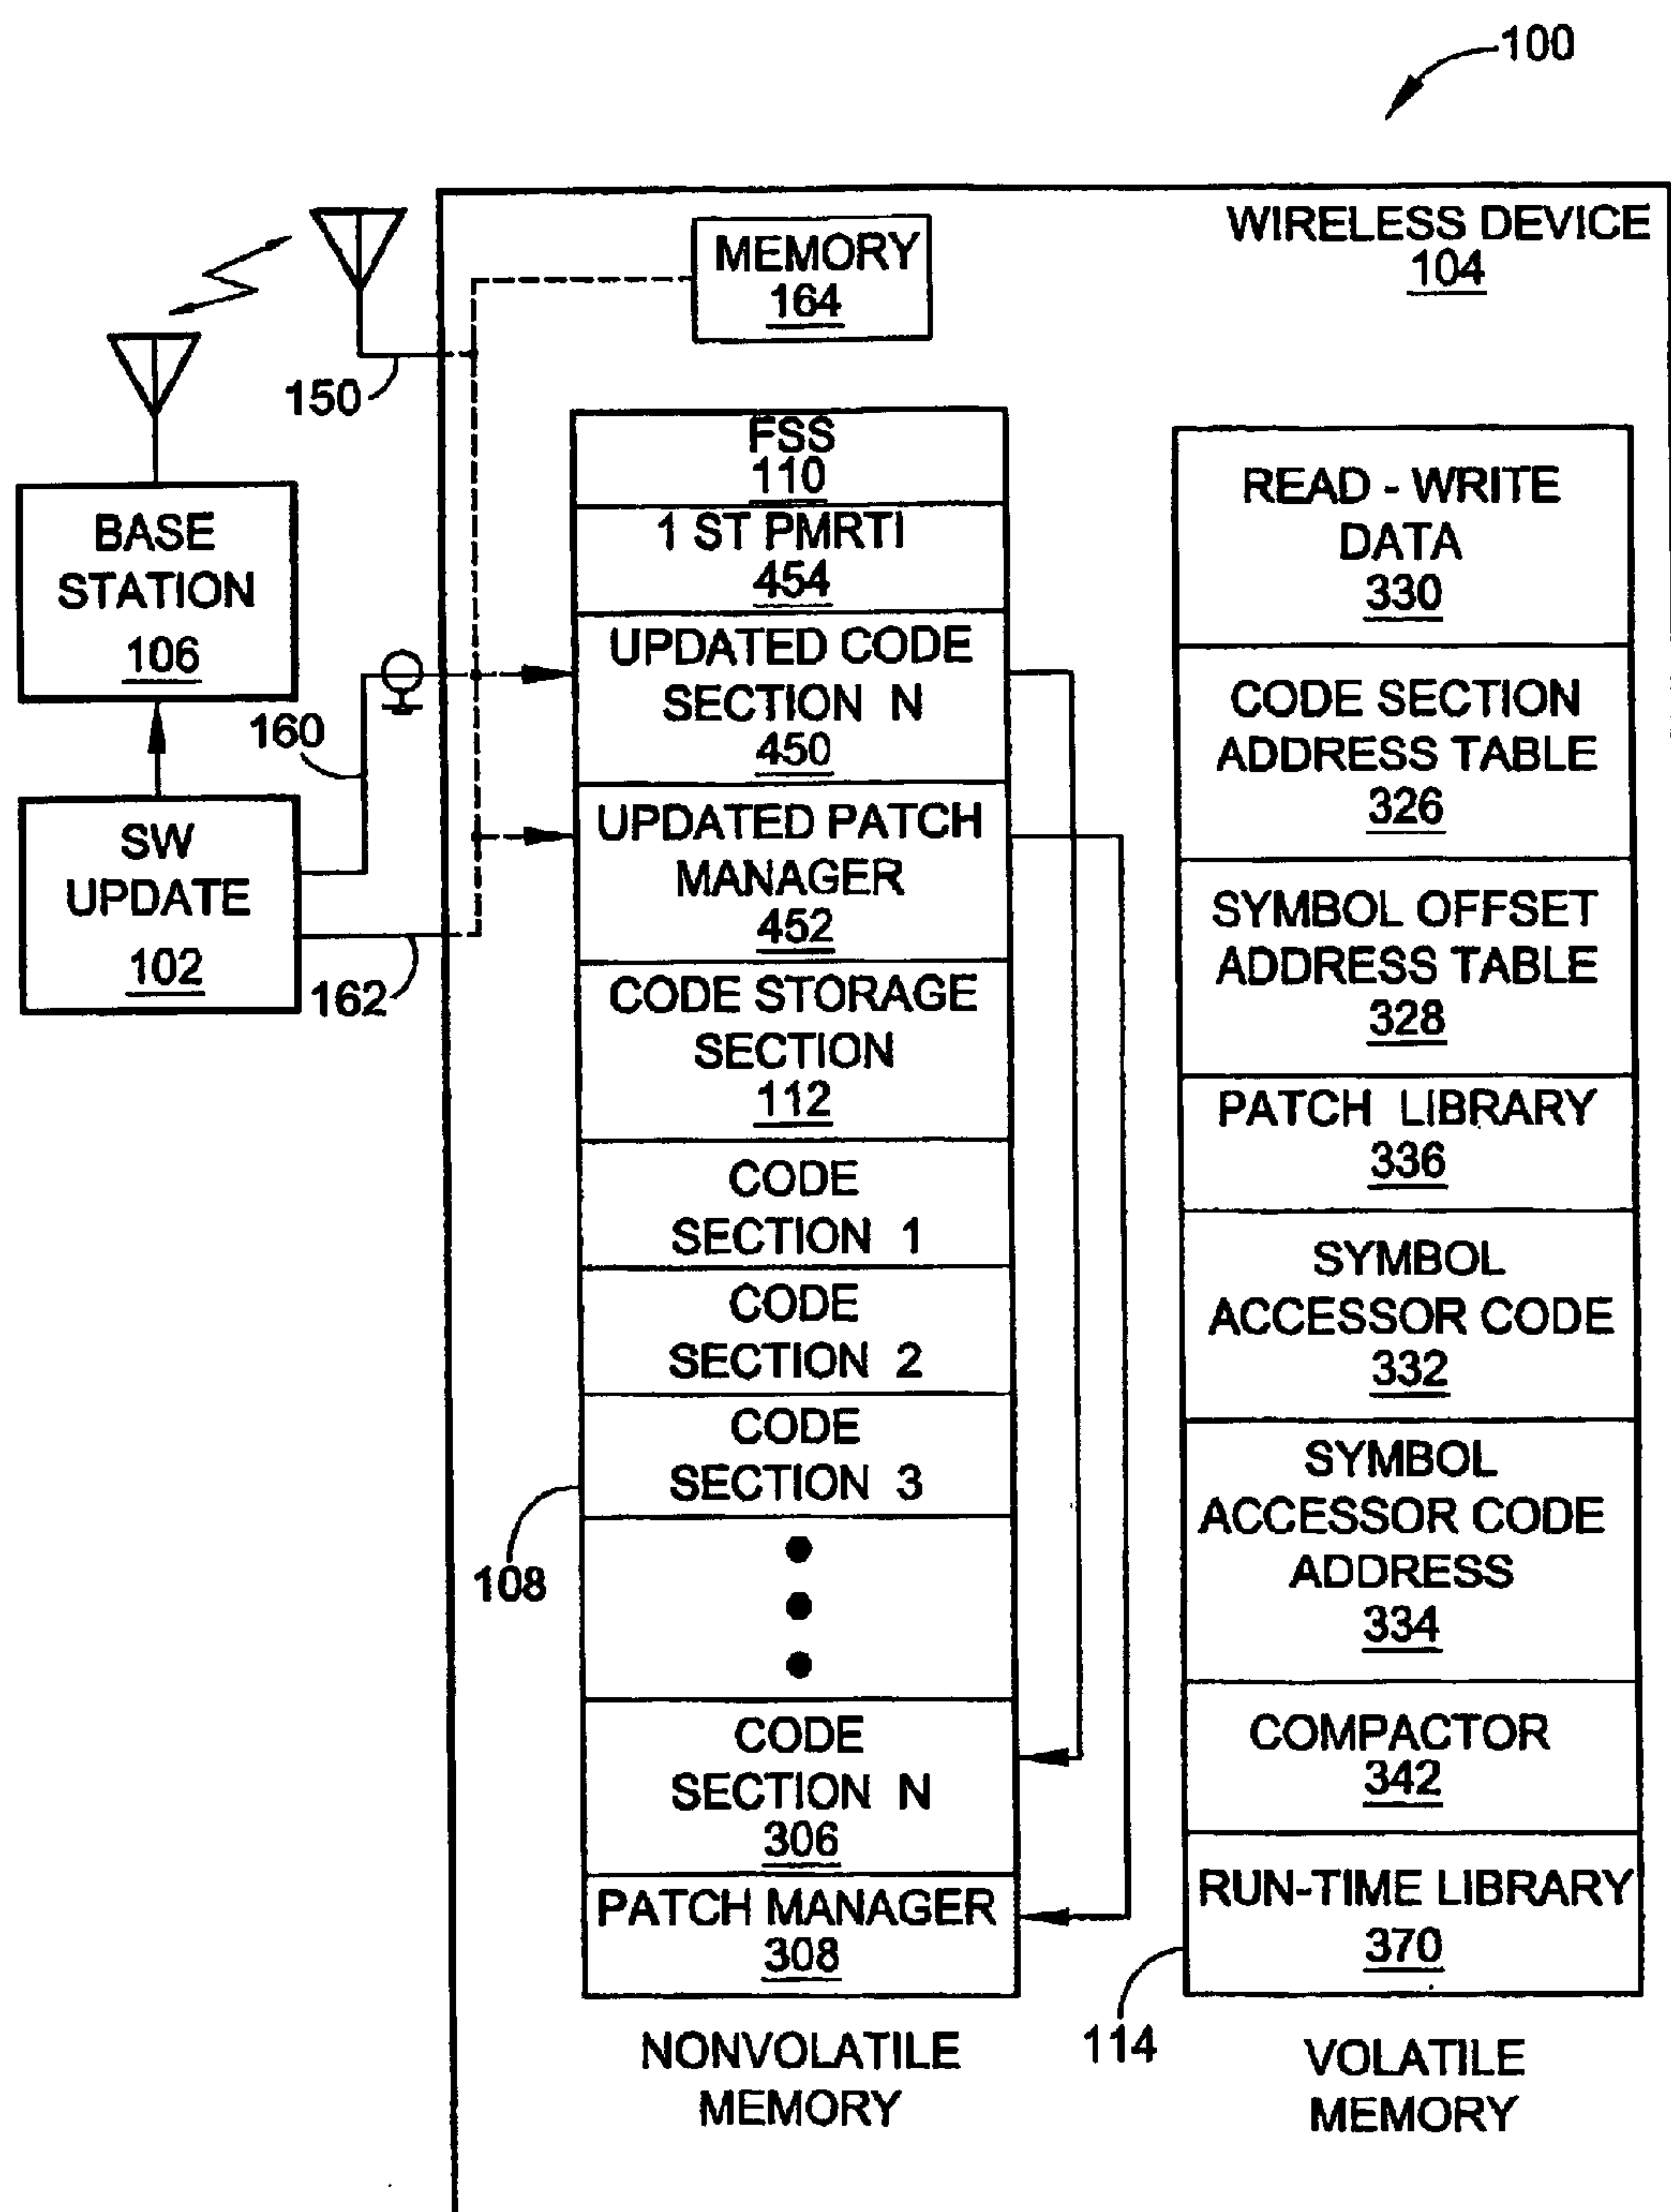 100
WIRELESS DEVICE
104
MEMORY
164
150
BASE
STATION
106
160
SW
UPDATE
102
162
FSS
110
1 ST PMRTI
454
UPDATED CODE
SECTION N
450
UPDATED PATCH
MANAGER
452
CODE STORAGE
SECTION
112
CODE
SECTION 1
CODE
SECTION 2
CODE
SECTION 3
108
CODE
SECTION N
306
PATCH MANAGER
308
NONVOLATILE
MEMORY
READ - WRITE
DATA
330
CODE SECTION
ADDRESS TABLE
326
SYMBOL OFFSET
ADDRESS TABLE
328
PATCH LIBRARY
336
SYMBOL
ACCESSOR CODE
332
SYMBOL
ACCESSOR CODE
ADDRESS
334
COMPACTOR
342
RUN-TIME LIBRARY
370
114
VOLATILE
MEMORY